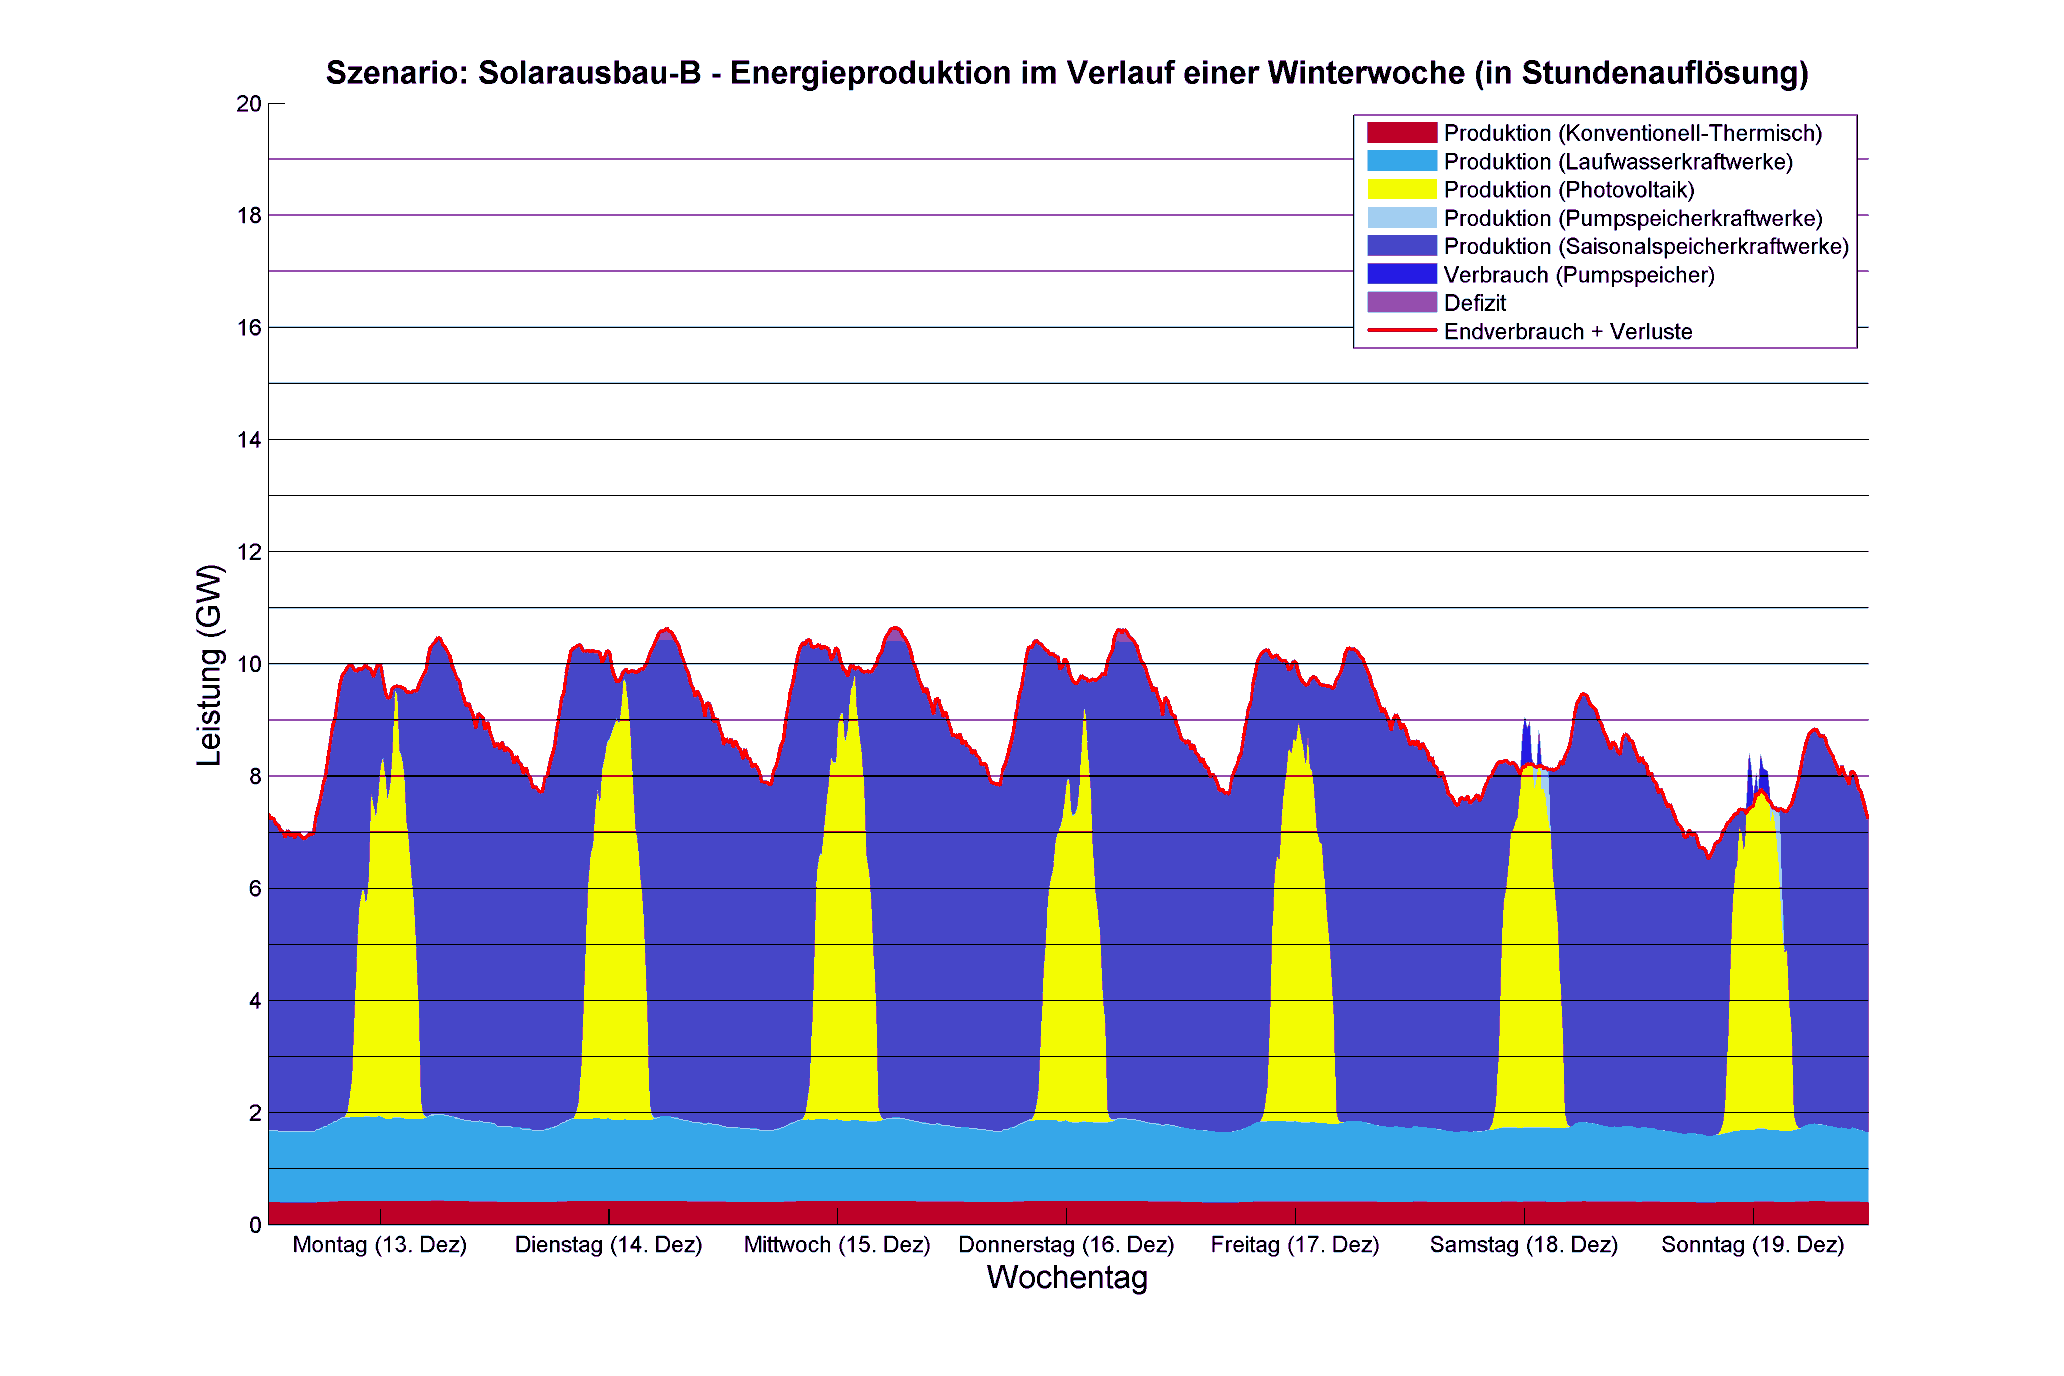 Szenario: Solarausbau-B - Energieproduktion im Verlauf einer Winterwoche (in Stundenauflösung)
20
18
16
14
12
10
8
6
4
2
0
Leistung (GW)
Produktion (Konventionell-Thermisch)
Produktion (Laufwasserkraftwerke)
Produktion (Photovoltaik)
Produktion (Pumpspeicherkraftwerke)
Produktion (Saisonalspeicherkraftwerke)
Verbrauch (Pumpspeicher)
Defizit
Endverbrauch + Verluste
Montag (13. Dez) Dienstag (14. Dez) Mittwoch (15. Dez) Donnerstag (16. Dez) Freitag (17. Dez) Samstag (18. Dez) Sonntag (19. Dez)
Wochentag